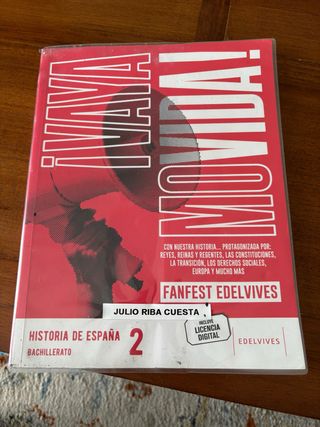 ¡VAYA
MOVIDA!
CON NUESTRA HISTORIA... PROTAGONIZADA POR:
REYES, REINAS Y REGENTES, LAS CONSTITUCIONES,
LA TRANSICIÓN, LOS DERECHOS SOCIALES,
EUROPA Y MUCHO MÁS
FANFEST EDELVIVES
JULIO RIBA CUESTA
INCLUYE
LICENCIA
DIGITAL
HISTORIA DE ESPAÑA 2
BACHILLERATO
EDELVIVES